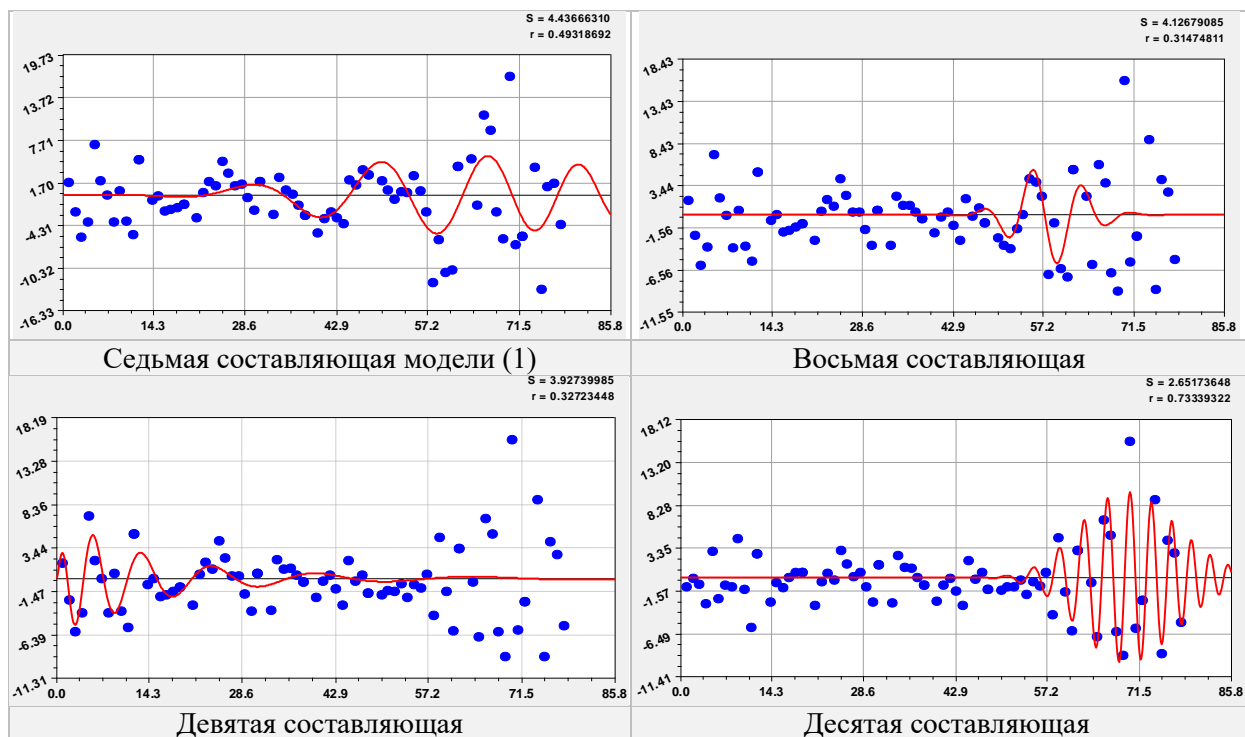 S = 4.43666310
r = 0.49318692
19.73
13.72
7.71
1.70
-4.31
-10.32
-16.33
0.0 14.3 28.6 42.9 57.2 71.5 85.8
Седьмая составляющая модели (1)
S = 4.12679085
r = 0.31474811
18.43
13.43
8.43
3.44
-1.56
-6.56
-11.55
0.0 14.3 28.6 42.9 57.2 71.5 85.8
Восьмая составляющая
S = 3.92739985
r = 0.32723448
18.19
13.28
8.36
3.44
-1.47
-6.39
-11.31
0.0 14.3 28.6 42.9 57.2 71.5 85.8
Девятая составляющая
S = 2.65173648
r = 0.73339322
18.12
13.20
8.28
3.35
-1.57
-6.49
-11.41
0.0 14.3 28.6 42.9 57.2 71.5 85.8
Десятая составляющая